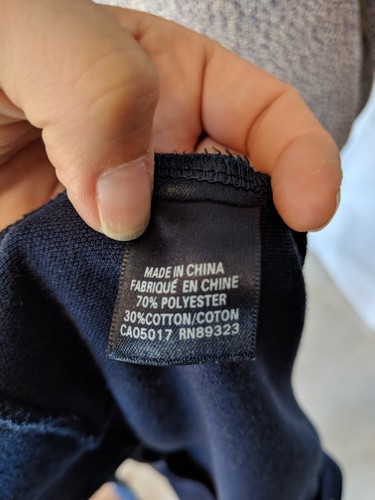 MADE IN CHINA
FABRIQUÉ EN CHINE
70% POLYESTER
30%COTTON/COTON
CA05017 RN89323